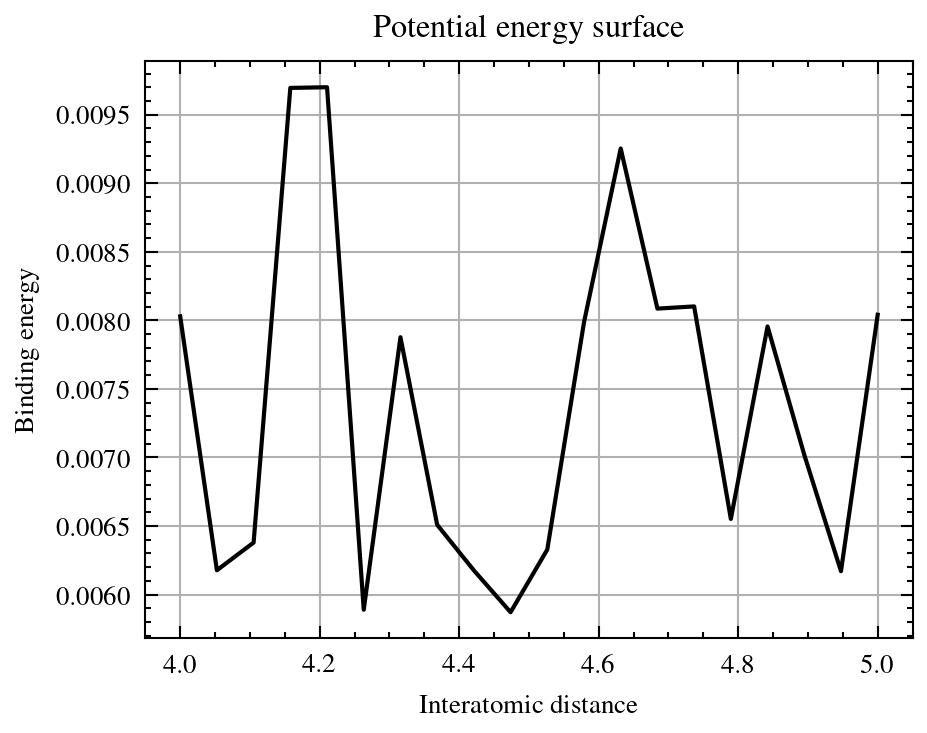 Potential energy surface
0.0095
0.0090
0.0085
0.0080
0.0075
0.0070
0.0065
0.0060
Binding energy
4.0 4.2 4.4 4.6 4.8 5.0
Interatomic distance